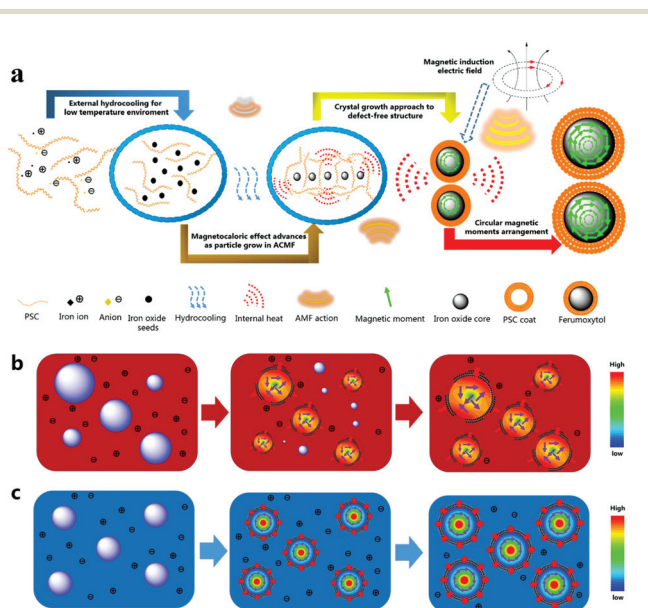 a
External hydrocooling for
low temperature enviroment
Crystal growth approach to
defect-free structure
Magnetic induction
electric field
Magnetocaloric effect advances
as particle grow in ACMF
Circular magnetic
moments arrangement
PSC
Iron ion
Anion
Iron oxide
seeds
Hydrocooling
Internal heat
AMF action
Magnetic moment
Iron oxide core
PSC coat
Ferumoxytol
b
High
low
c
High
low